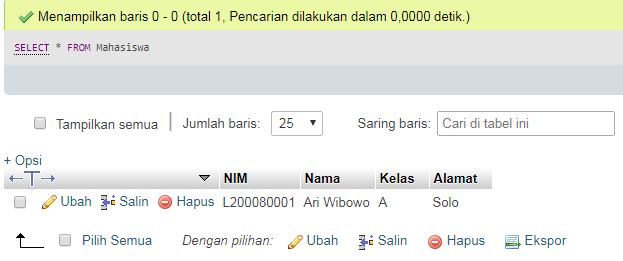 Menampilkan baris 0 - 0 (total 1, Pencarian dilakukan dalam 0,0000 detik.)
SELECT * FROM Mahasiswa
Tampilkan semua | Jumlah baris: 25 Saring baris: Cari di tabel ini
+ Opsi
NIM Nama Kelas Alamat
Ubah Salin Hapus L200080001 Ari Wibowo A Solo
Pilih Semua Dengan pilihan: Ubah Salin Hapus Ekspor